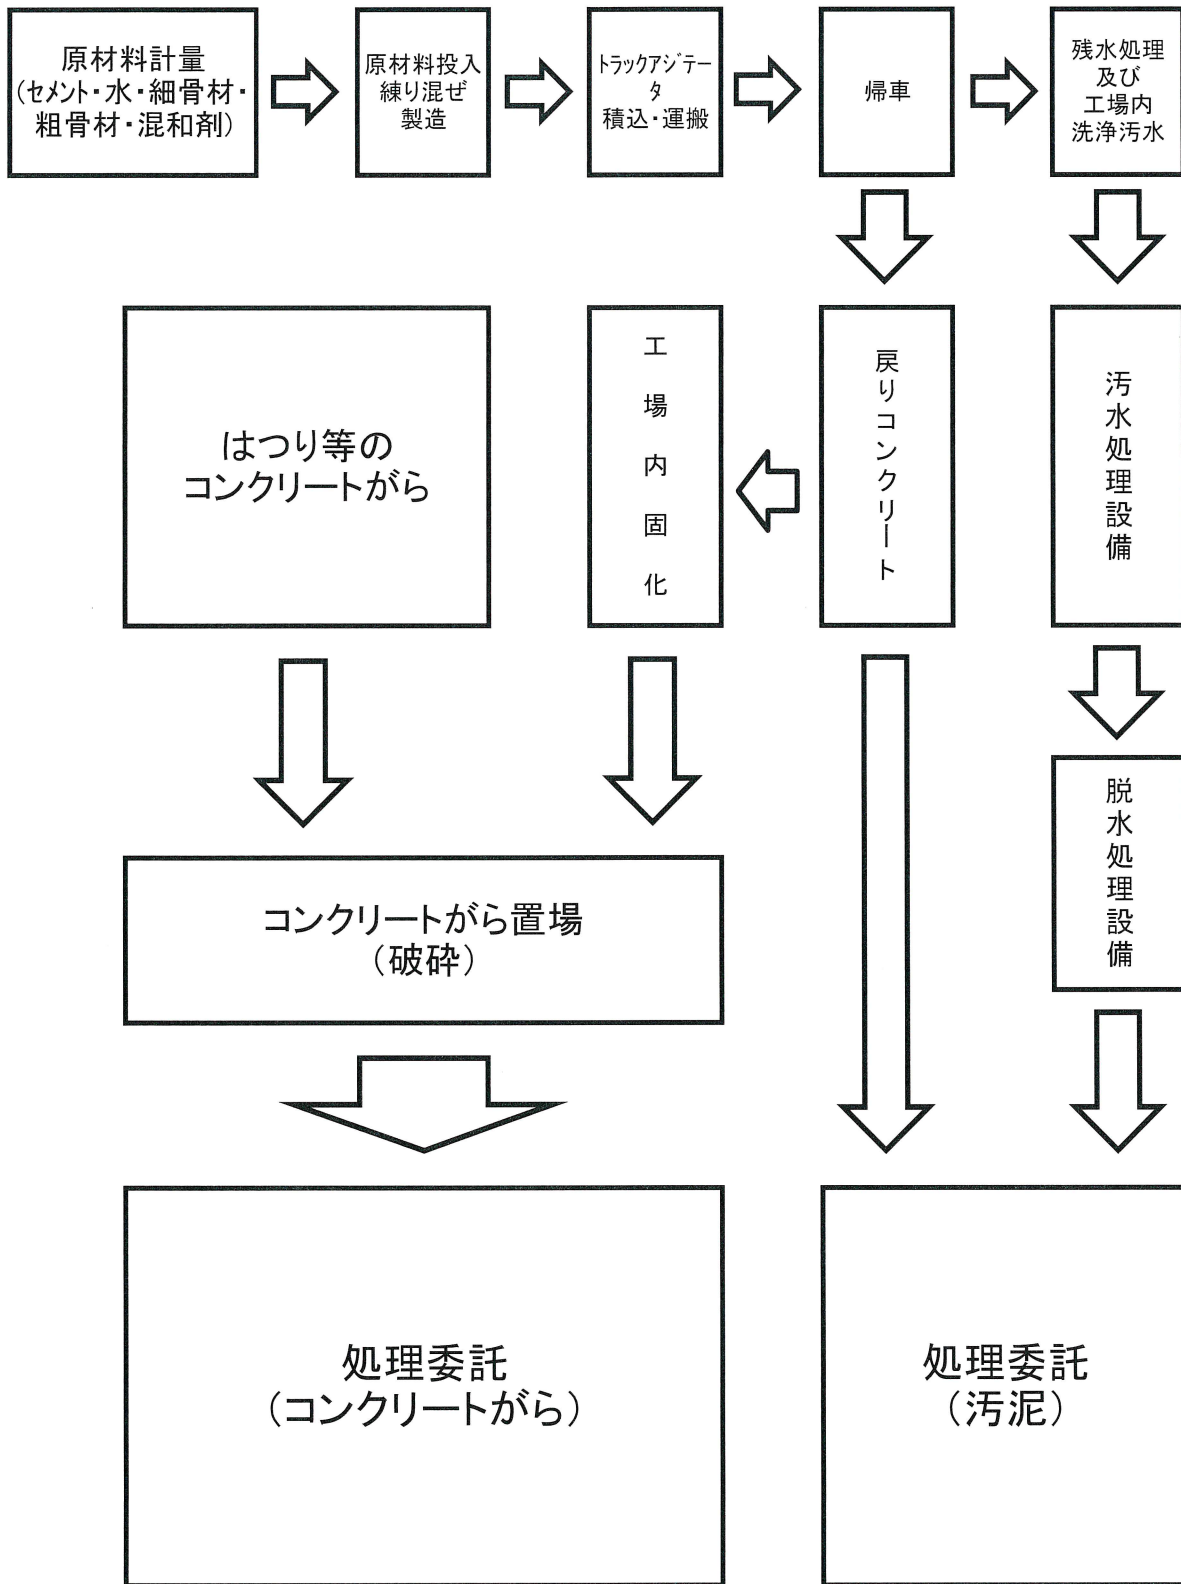 原材料計量
(セメント・水・細骨材・
粗骨材・混和剤)
原材料投入
練り混ぜ
製造
トラックアジテー
タ
積込・運搬
帰車
残水処理
及び
工場内
洗浄汚水
はつり等の
コンクリートがら
工場内固化
戻りコンクリート
汚水処理設備
脱水処理設備
コンクリートがら置場
(破砕)
処理委託
(コンクリートがら)
処理委託
(汚泥)